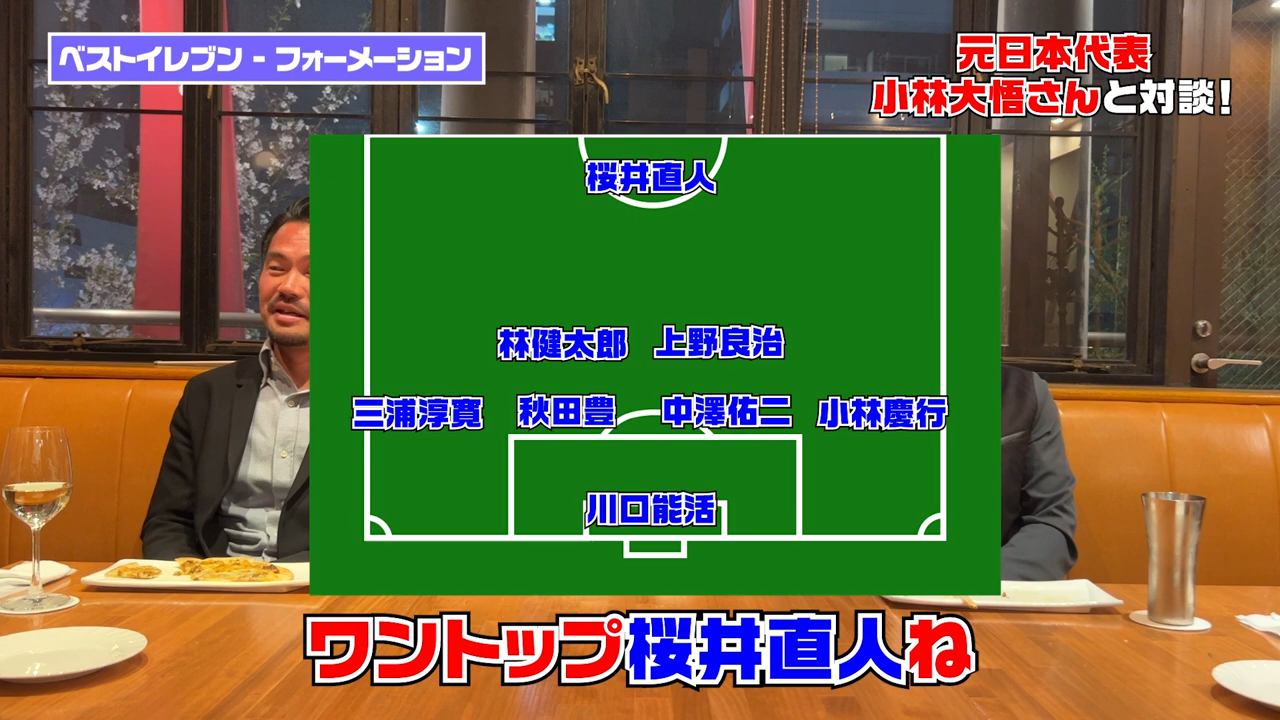 ベストイレブン - フォーメーション
元日本代表
小林大悟さんと対談！
桜井直人
林健太郎 上野良治
三浦淳寛 秋田豊 中澤佑二 小林慶行
川口能活
ワントップ桜井直人ね